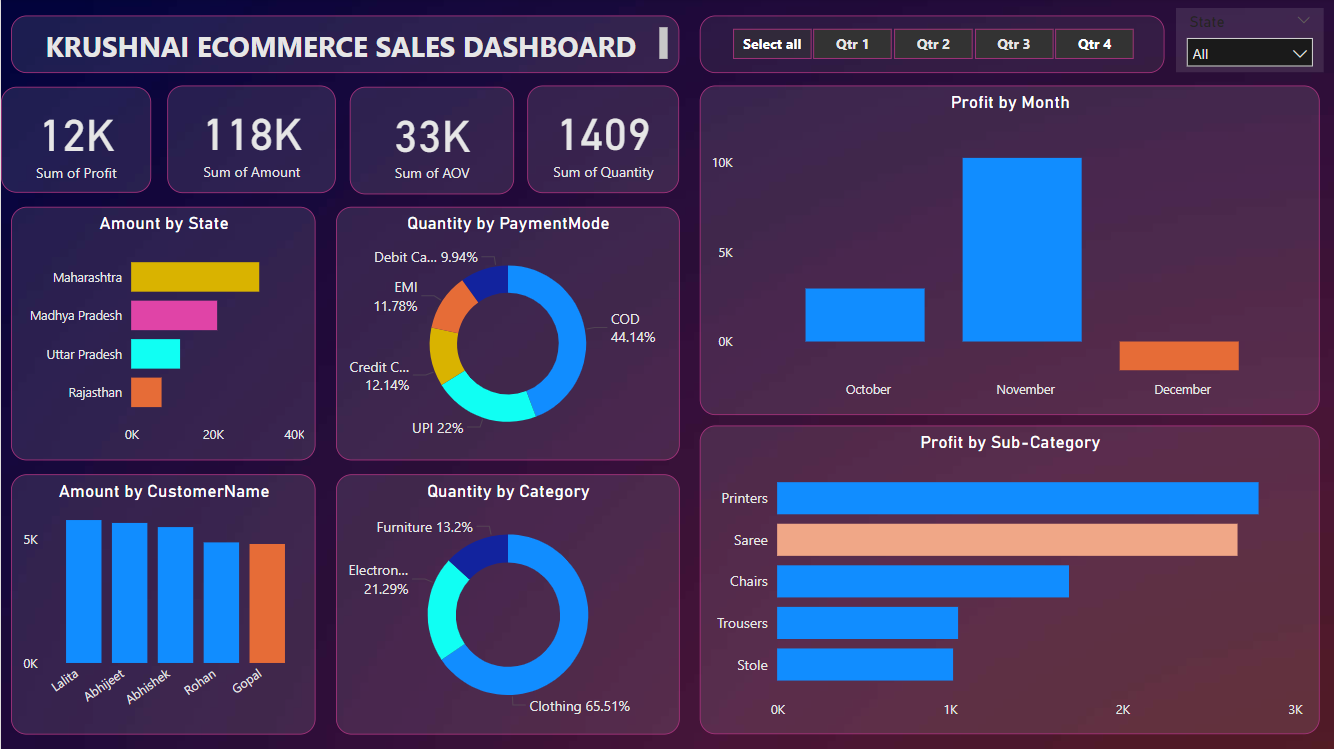 KRUSHNAI ECOMMERCE SALES DASHBOARD
Select all
Qtr 1
Qtr 2
Qtr 3
Qtr 4
State
All
12K
Sum of Profit
118K
Sum of Amount
33K
Sum of AOV
1409
Sum of Quantity
Amount by State
Maharashtra
Madhya Pradesh
Uttar Pradesh
Rajasthan
0K 20K 40K
Quantity by PaymentMode
Debit Ca... 9.94%
EMI
11.78%
Credit C...
12.14%
UPI 22%
COD
44.14%
Profit by Month
10K
5K
0K
October November December
Amount by CustomerName
5K
0K
Lalita Abhijeet Abhishek Rohan Gopal
Quantity by Category
Furniture 13.2%
Electron...
21.29%
Clothing 65.51%
Profit by Sub-Category
Printers
Saree
Chairs
Trousers
Stole
0K 1K 2K 3K